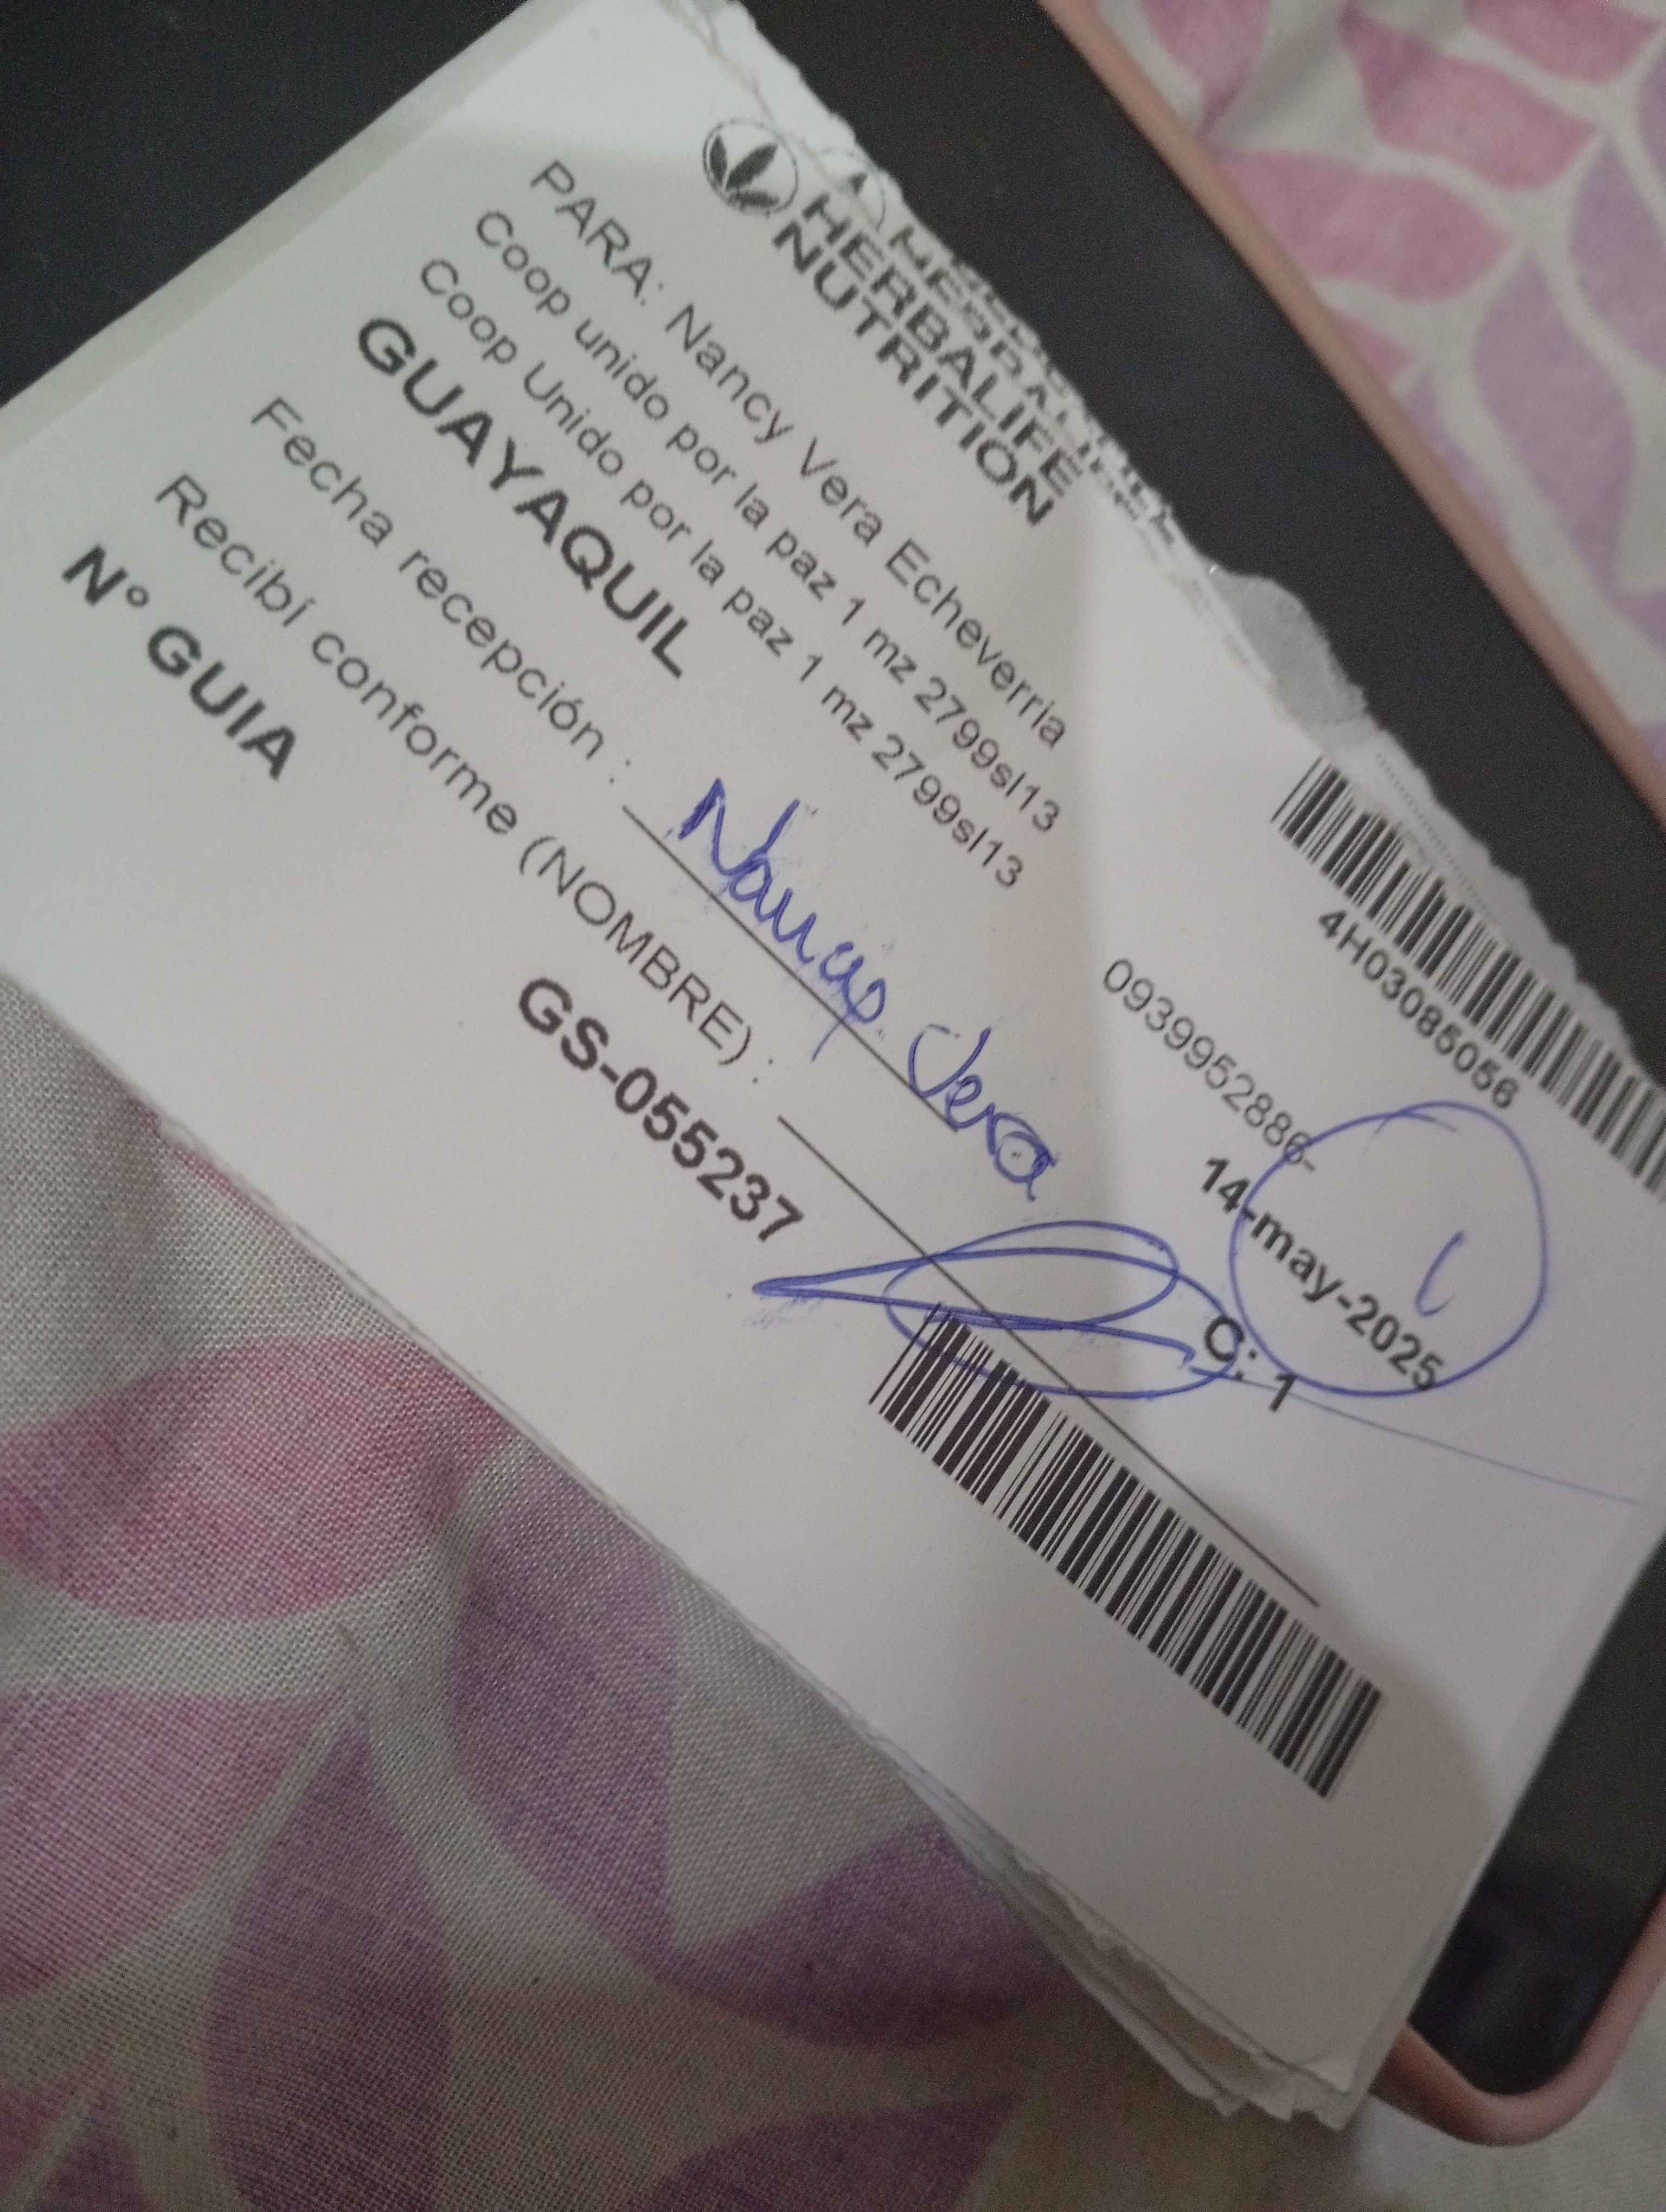 HERBALIFE
NUTRITION
4H03085056
PARA: Nancy Vera Echeverria
0939952886-
Coop unido por la paz 1 mz 2799sl13
Coop Unido por la paz 1 mz 2799sl13
GUAYAQUIL
14-may-2025
1
Fecha recepción :
Nancy Vera
C: 1
Recibí conforme (NOMBRE) :
N° GUIA
GS-055237